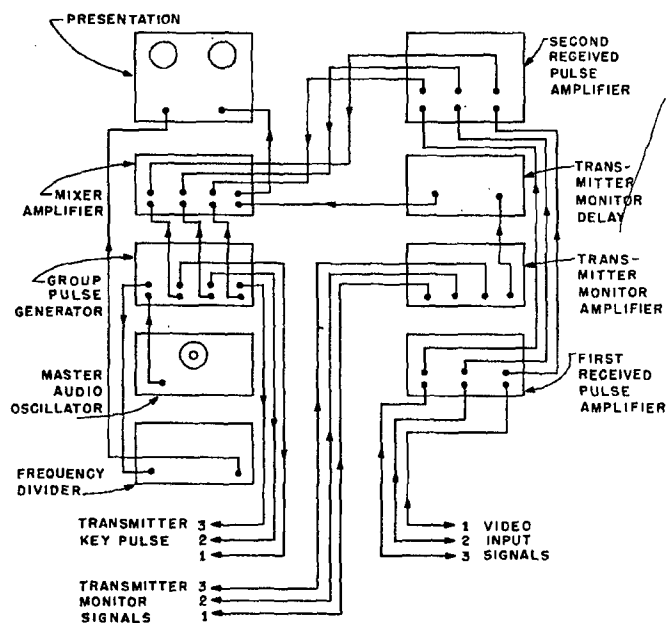 PRESENTATION
MIXER
AMPLIFIER
GROUP
PULSE
GENERATOR
MASTER
AUDIO
OSCILLATOR
FREQUENCY
DIVIDER
SECOND
RECEIVED
PULSE
AMPLIFIER
TRANS-
MITTER
MONITOR
DELAY
TRANS-
MITTER
MONITOR
AMPLIFIER
FIRST
RECEIVED
PULSE
AMPLIFIER
TRANSMITTER 3
KEY PULSE 2
1
1 VIDEO
2 INPUT
3 SIGNALS
TRANSMITTER 3
MONITOR 2
SIGNALS 1